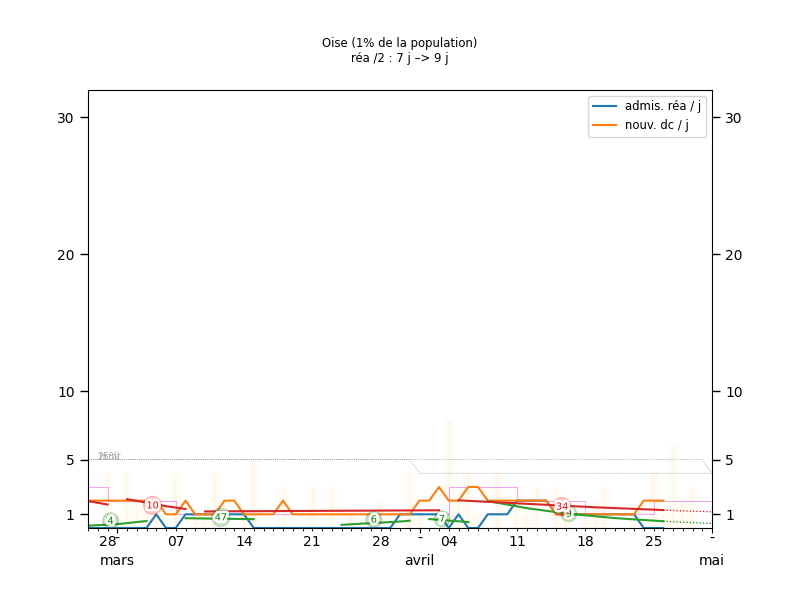 Oise (1% de la population)
réa /2 : 7 j –> 9 j
admis. réa / j
nouv. dc / j
30 30
20 20
10 10
5 5
1 1
10 34
4 47 6 7 9
28 - 07 14 21 28 - 04 11 18 25 -
mars avril mai